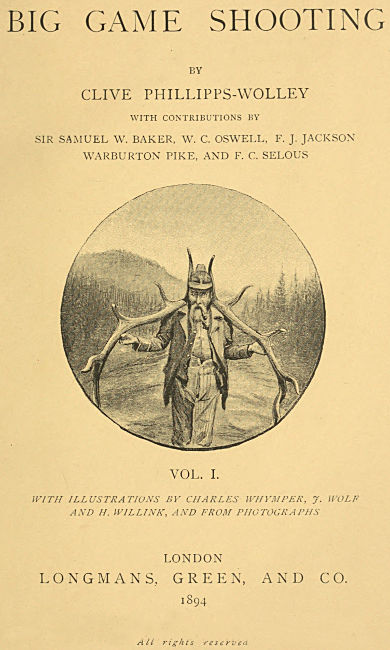 BIG GAME SHOOTING
BY
CLIVE PHILLIPPS-WOLLEY
WITH CONTRIBUTIONS BY
SIR SAMUEL W. BAKER, W. C. OSWELL, F. J. JACKSON
WARBURTON PIKE, AND F. C. SELOUS
VOL. I.
WITH ILLUSTRATIONS BY CHARLES WHYMPER, J. WOLF
AND H. WILLINK, AND FROM PHOTOGRAPHS
LONDON
LONGMANS, GREEN, AND CO.
1894
All rights reserved